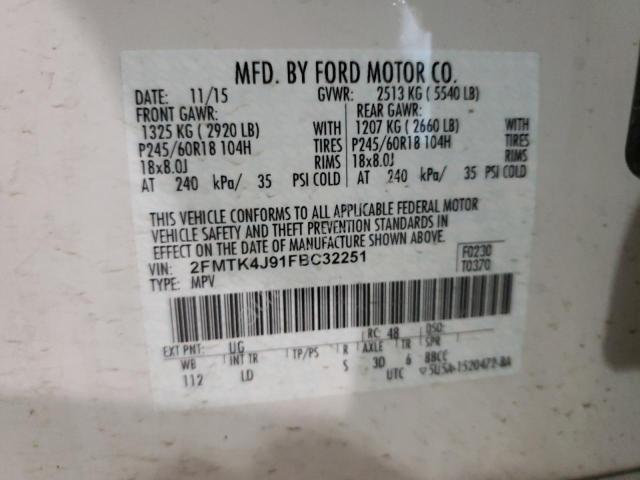 MFD. BY FORD MOTOR CO.
DATE: 11/15 GVWR: 2513 KG ( 5540 LB)
FRONT GAWR: REAR GAWR:
1325 KG ( 2920 LB) WITH 1207 KG ( 2660 LB) WITH
P245/60R18 104H TIRES P245/60R18 104H TIRES
18x8.0J RIMS 18x8.0J RIMS
AT 240 kPa/ 35 PSI COLD AT 240 kPa/ 35 PSI COLD
THIS VEHICLE CONFORMS TO ALL APPLICABLE FEDERAL MOTOR
VEHICLE SAFETY AND THEFT PREVENTION STANDARDS IN
EFFECT ON THE DATE OF MANUFACTURE SHOWN ABOVE.
VIN: 2FMTK4J91FBC32251 F0230
TYPE: MPV T0370
EXT PNT: UG RC: 48 DSO:
WB INT TR TP/PS R AXLE TR SPR
112 LD S 3D 6 BBCC
UTC 5U5A-1520472-BA